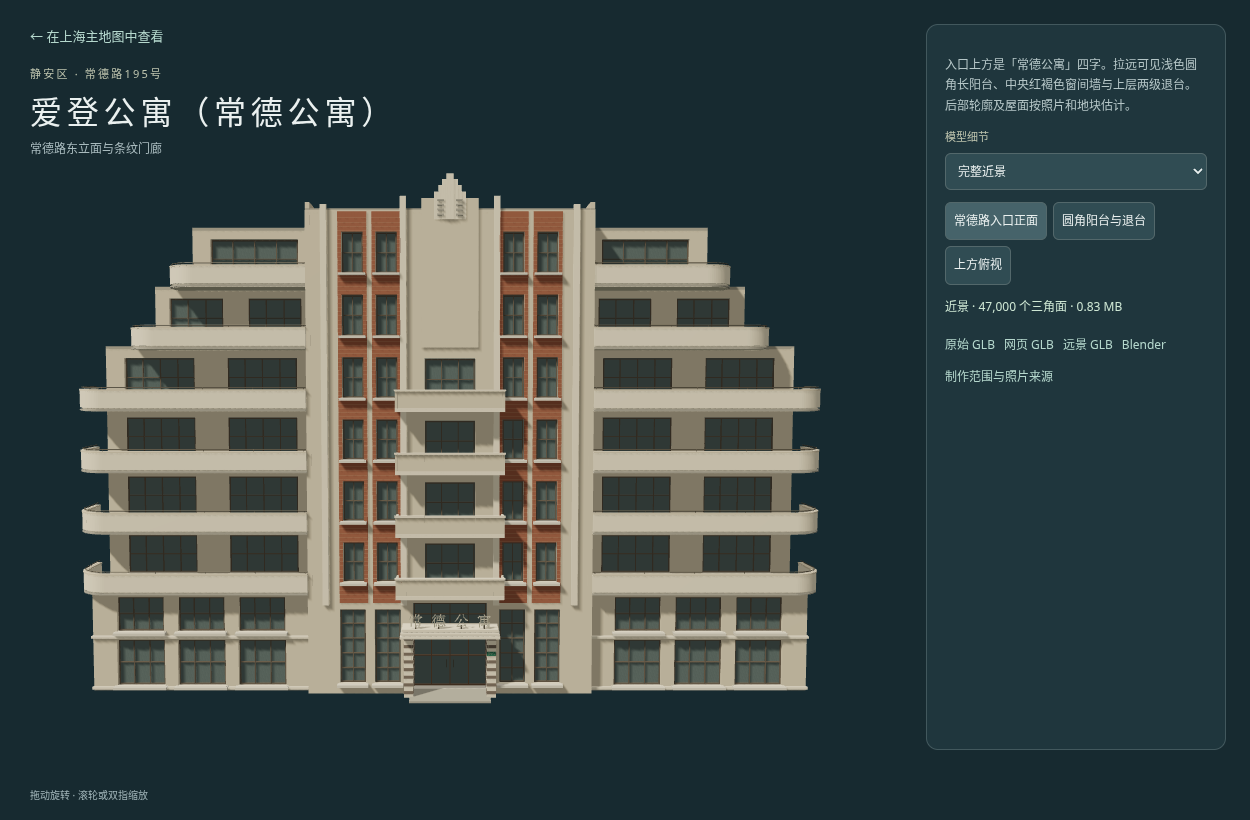 ← 在上海主地图中查看
静安区 · 常德路195号
爱登公寓（常德公寓）
常德路东立面与条纹门廊
常德公寓
入口上方是「常德公寓」四字。拉远可见浅色圆
角长阳台、中央红褐色窗间墙与上层两级退台。
后部轮廓及屋面按照片和地块估计。
模型细节
完整近景
常德路入口正面
圆角阳台与退台
上方俯视
近景 · 47,000 个三角面 · 0.83 MB
原始 GLB 网页 GLB 远景 GLB Blender
制作范围与照片来源
拖动旋转 · 滚轮或双指缩放